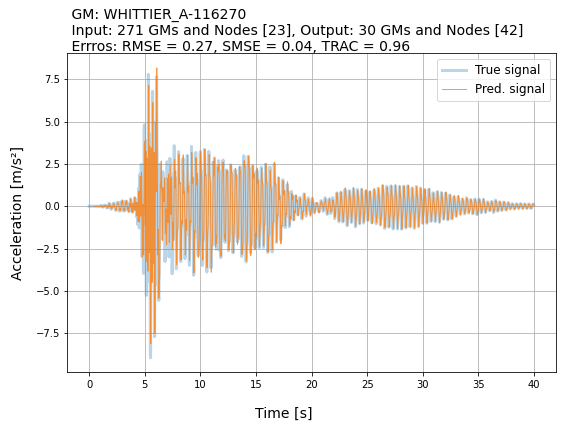 GM: WHITTIER_A-116270
Input: 271 GMs and Nodes [23], Output: 30 GMs and Nodes [42]
Errros: RMSE = 0.27, SMSE = 0.04, TRAC = 0.96
True signal
Pred. signal
7.5
5.0
2.5
0.0
−2.5
−5.0
−7.5
Acceleration [m/s²]
0 5 10 15 20 25 30 35 40
Time [s]